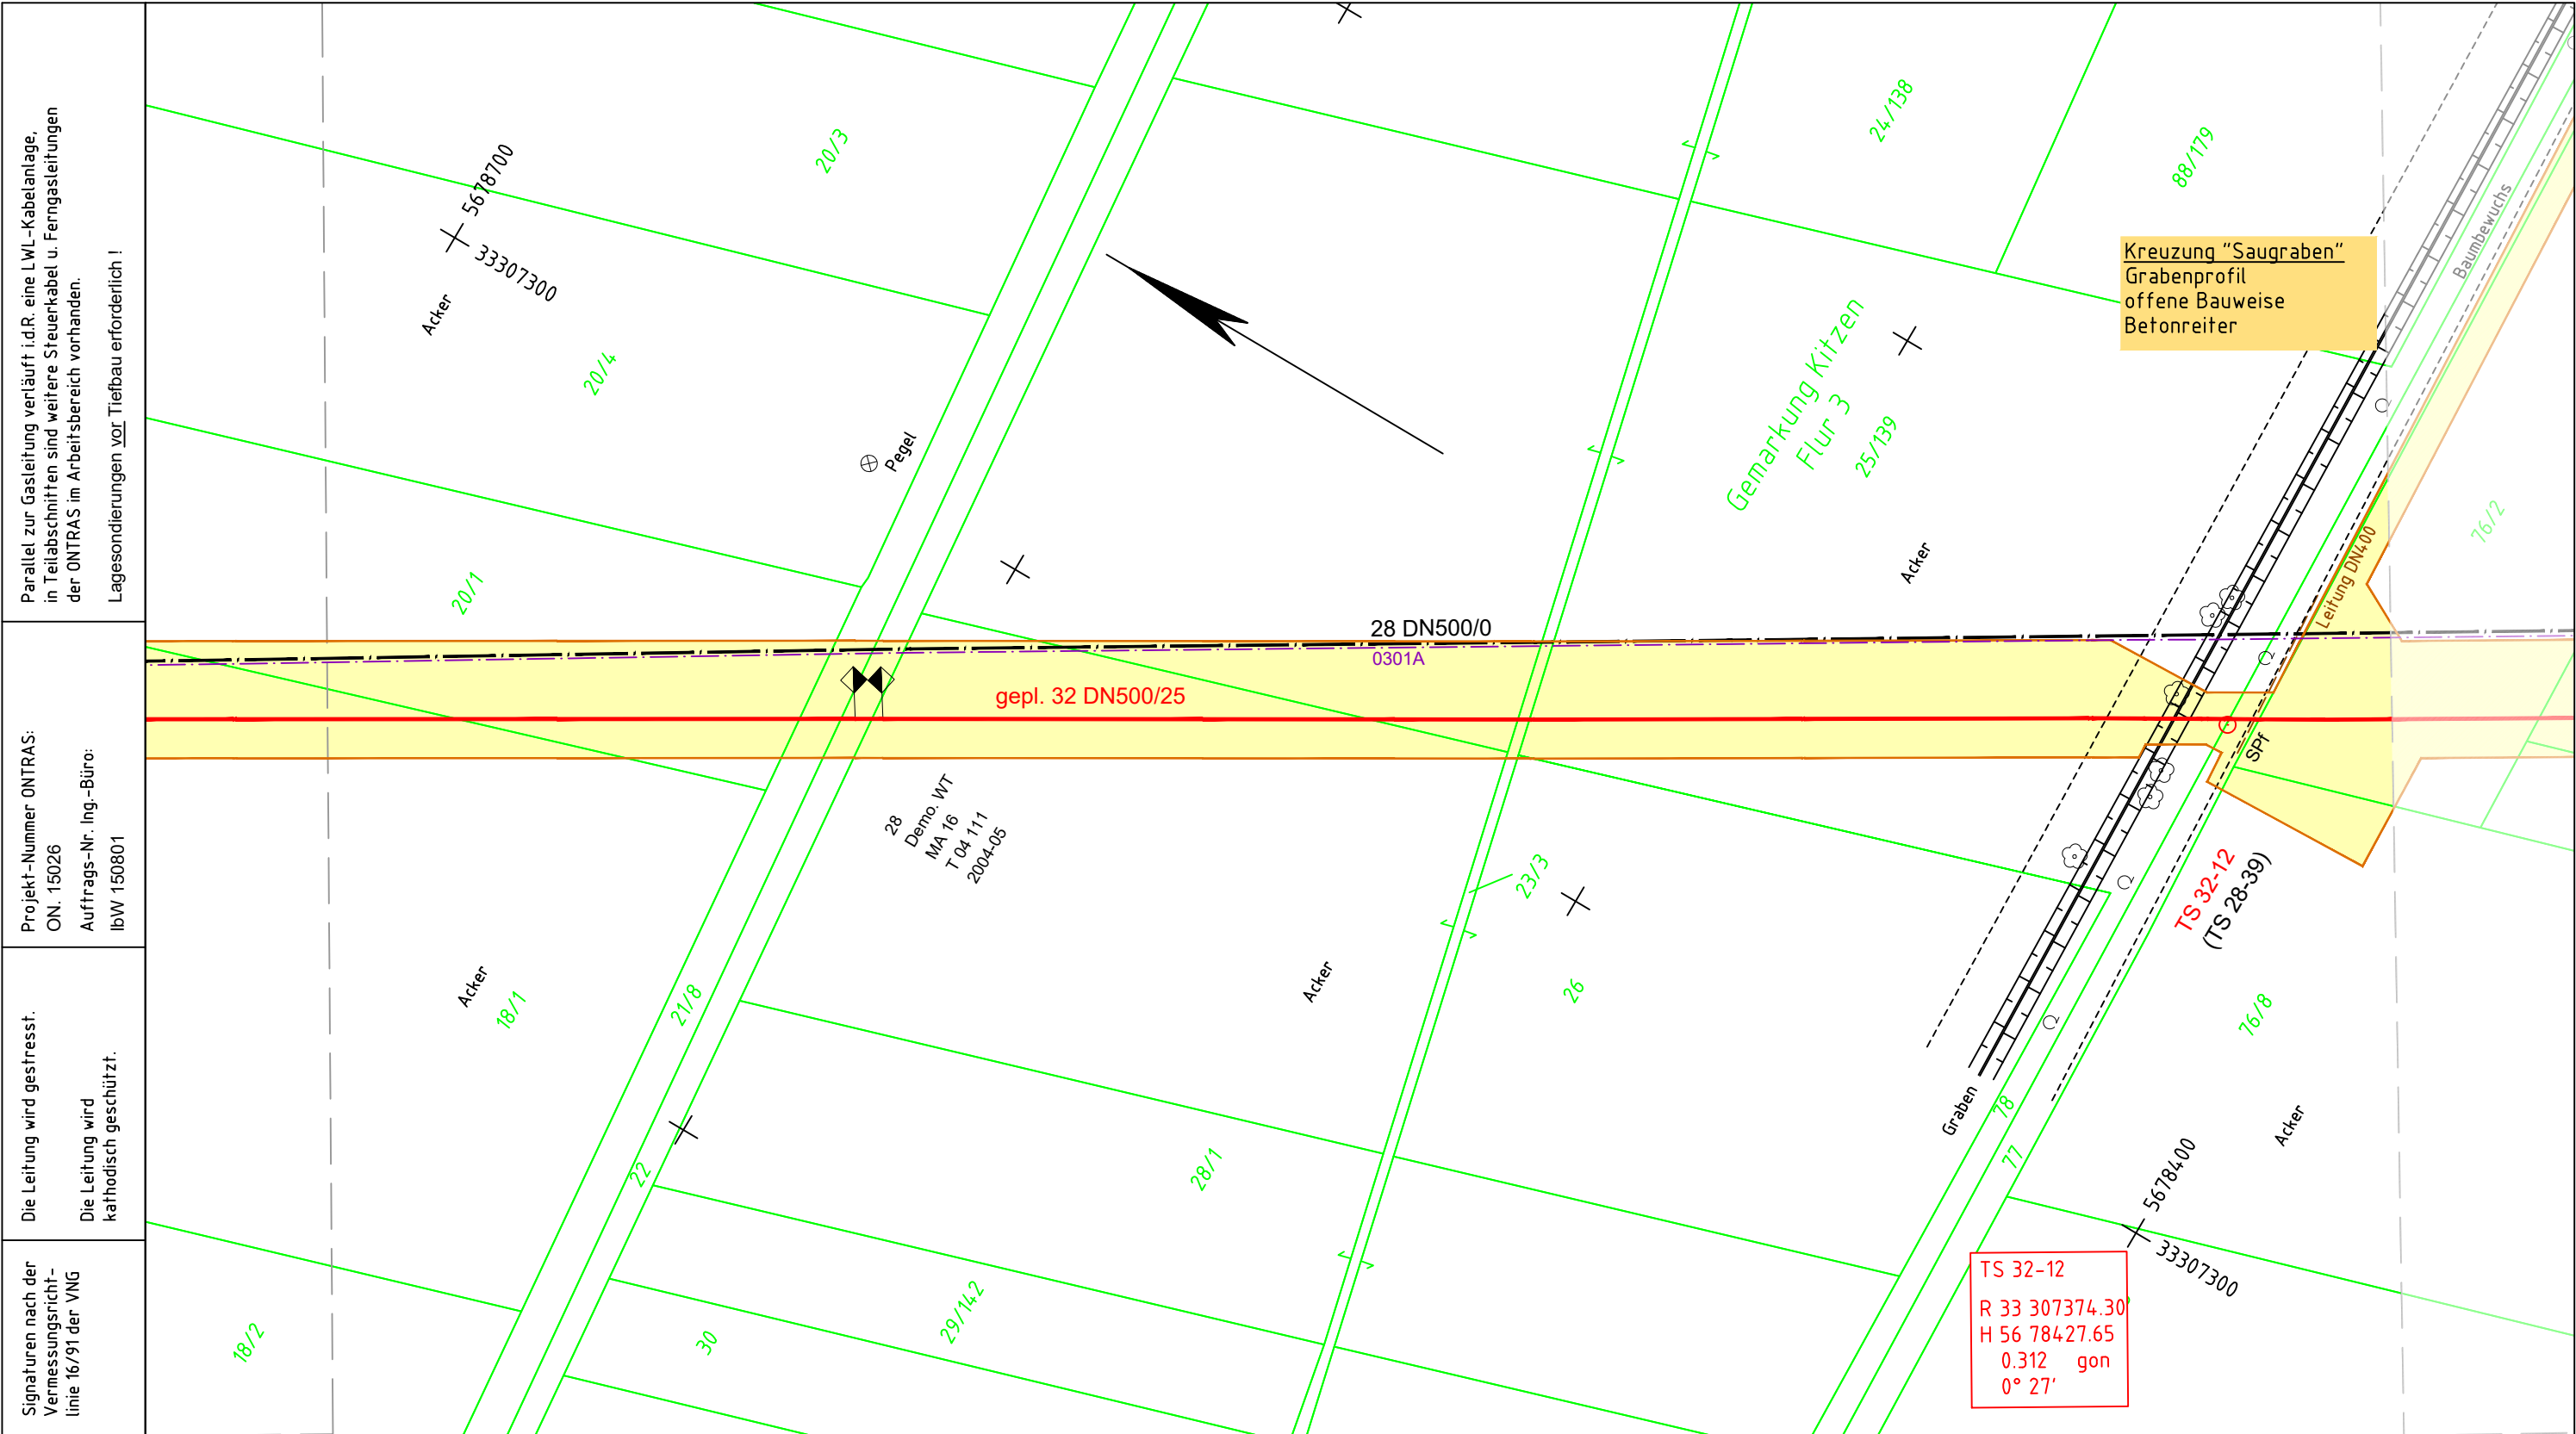 Parallel zur Gasleitung verläuft i.d.R. eine LWL-Kabelanlage,
in Teilabschnitten sind weitere Steuerkabel u. Ferngasleitungen
der ONTRAS im Arbeitsbereich vorhanden.
Lagesondierungen vor Tiefbau erforderlich !
Projekt-Nummer ONTRAS:
ON. 15026
Auftrags-Nr. Ing.-Büro:
IbW 150801
Die Leitung wird gestresst.
Die Leitung wird
kathodisch geschützt.
Signaturen nach der
Vermessungsricht-
linie 16/91 der VNG
5678700
33307300
Acker
20/3
20/4
20/1
Pegel
24/138
88/179
Kreuzung "Saugraben"
Grabenprofil
offene Bauweise
Betonreiter
Baumbewuchs
Gemarkung Kitzen
Flur 3
25/139
Acker
76/2
Leitung DN400
28 DN500/0
0301A
gepl. 32 DN500/25
SPf
28
Demo. WT
MA 16
T 04 111
2004-05
23/3
TS 32-12
(TS 28-39)
Acker
18/1
21/8
Acker
26
76/8
22
28/1
Graben
78
77
Acker
5678400
33307300
18/2
30
29/142
TS 32-12
R 33 307374.30
H 56 78427.65
0.312 gon
0° 27'